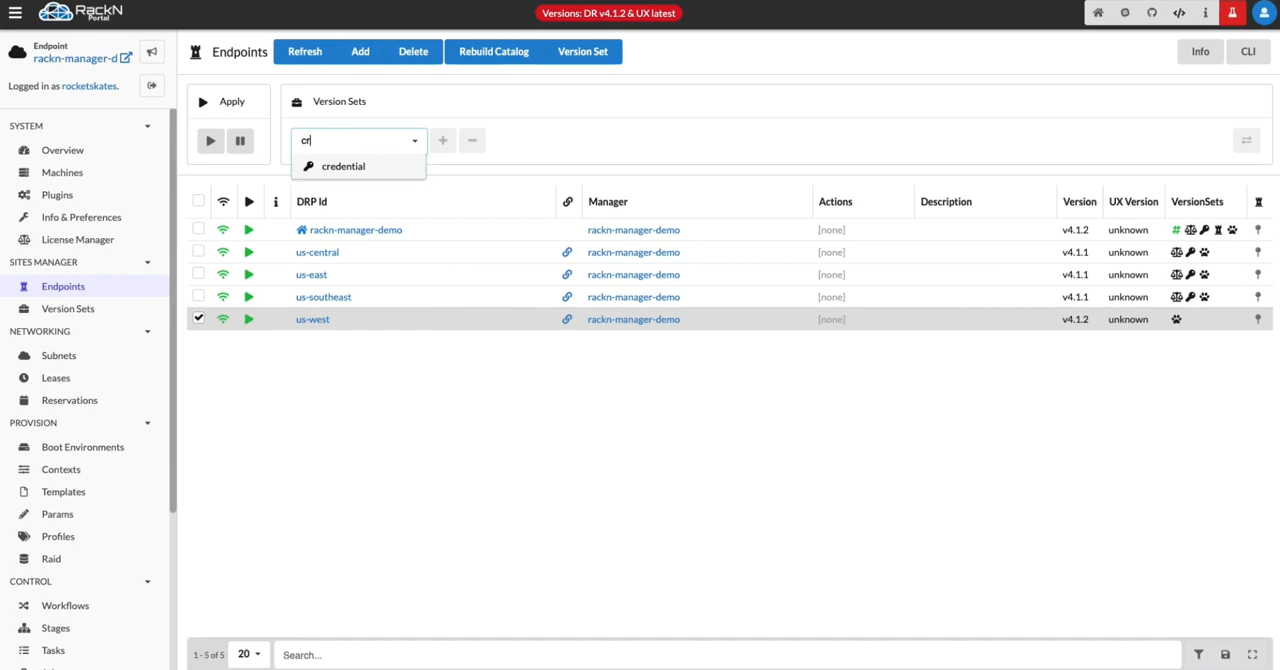 RackN
Portal
Versions: DR v4.1.2 & UX latest
Endpoint
rackn-manager-d
Logged in as rocketskates.
Endpoints
Refresh
Add
Delete
Rebuild Catalog
Version Set
Info
CLI
Apply
Version Sets
cr
credential
SYSTEM
Overview
Machines
Plugins
Info & Preferences
License Manager
SITES MANAGER
Endpoints
Version Sets
NETWORKING
Subnets
Leases
Reservations
PROVISION
Boot Environments
Contexts
Templates
Params
Profiles
Raid
CONTROL
Workflows
Stages
Tasks
DRP Id Manager Actions Description Version UX Version VersionSets
rackn-manager-demo rackn-manager-demo [none] v4.1.2 unknown
us-central rackn-manager-demo [none] v4.1.1 unknown
us-east rackn-manager-demo [none] v4.1.1 unknown
us-southeast rackn-manager-demo [none] v4.1.1 unknown
us-west rackn-manager-demo [none] v4.1.2 unknown
1 - 5 of 5 20 Search...